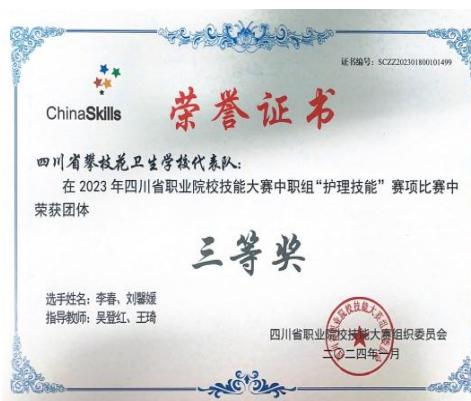 证书编号：SCZZ202301800101499
ChinaSkills
荣誉证书
四川省攀枝花卫生学校代表队：
在 2023 年四川省职业院校技能大赛中职组“护理技能”赛项比赛中
荣获团体
三等奖
选手姓名：李春、刘馨媛
指导教师：吴登红、王琦
四川省职业院校技能大赛组织委员会
二〇二四年一月